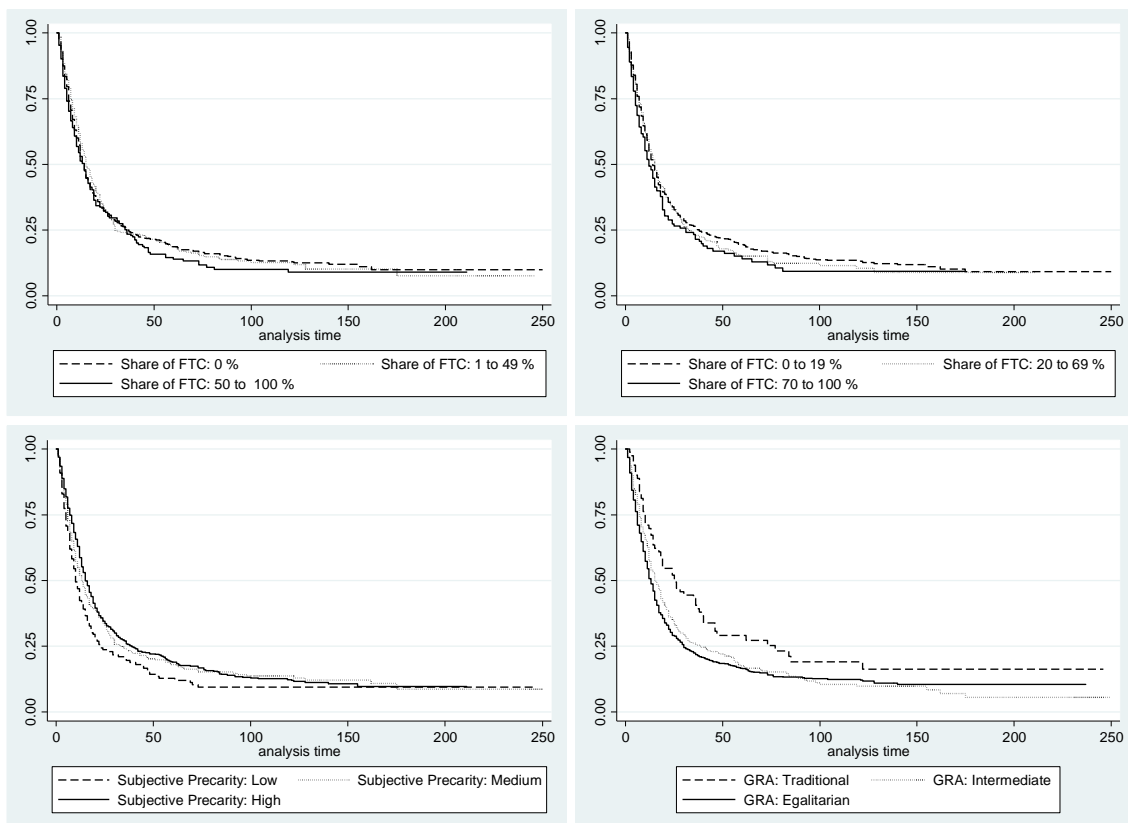 1.00
0.75
0.50
0.25
0.00
0 50 100 150 200 250
analysis time
Share of FTC: 0 % Share of FTC: 1 to 49 %
Share of FTC: 50 to 100 %
1.00
0.75
0.50
0.25
0.00
0 50 100 150 200 250
analysis time
Share of FTC: 0 to 19 % Share of FTC: 20 to 69 %
Share of FTC: 70 to 100 %
1.00
0.75
0.50
0.25
0.00
0 50 100 150 200 250
analysis time
Subjective Precarity: Low Subjective Precarity: Medium
Subjective Precarity: High
1.00
0.75
0.50
0.25
0.00
0 50 100 150 200 250
analysis time
GRA: Traditional GRA: Intermediate
GRA: Egalitarian